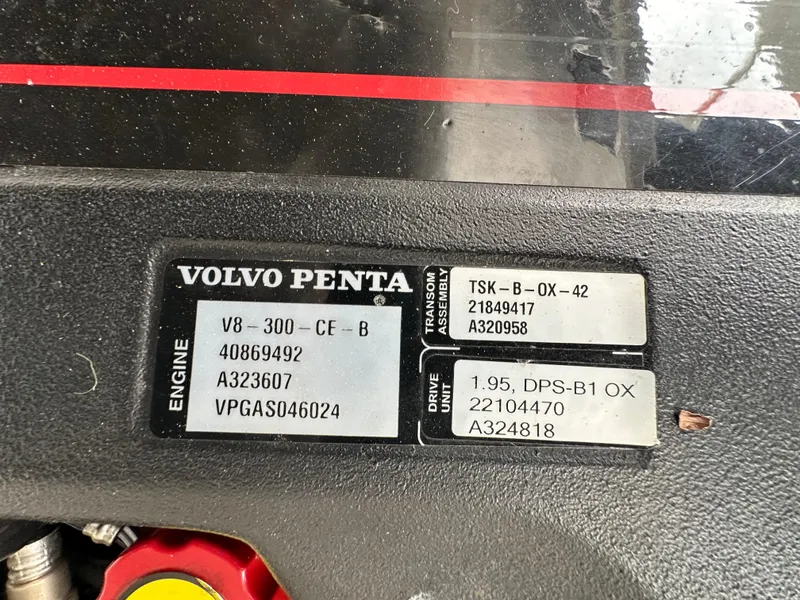 VOLVO PENTA
ENGINE
V8-300-CE-B
40869492
A323607
VPGAS046024
TRANSOM
ASSEMBLY
TSK-B-OX-42
21849417
A320958
DRIVE
UNIT
1.95, DPS-B1 OX
22104470
A324818